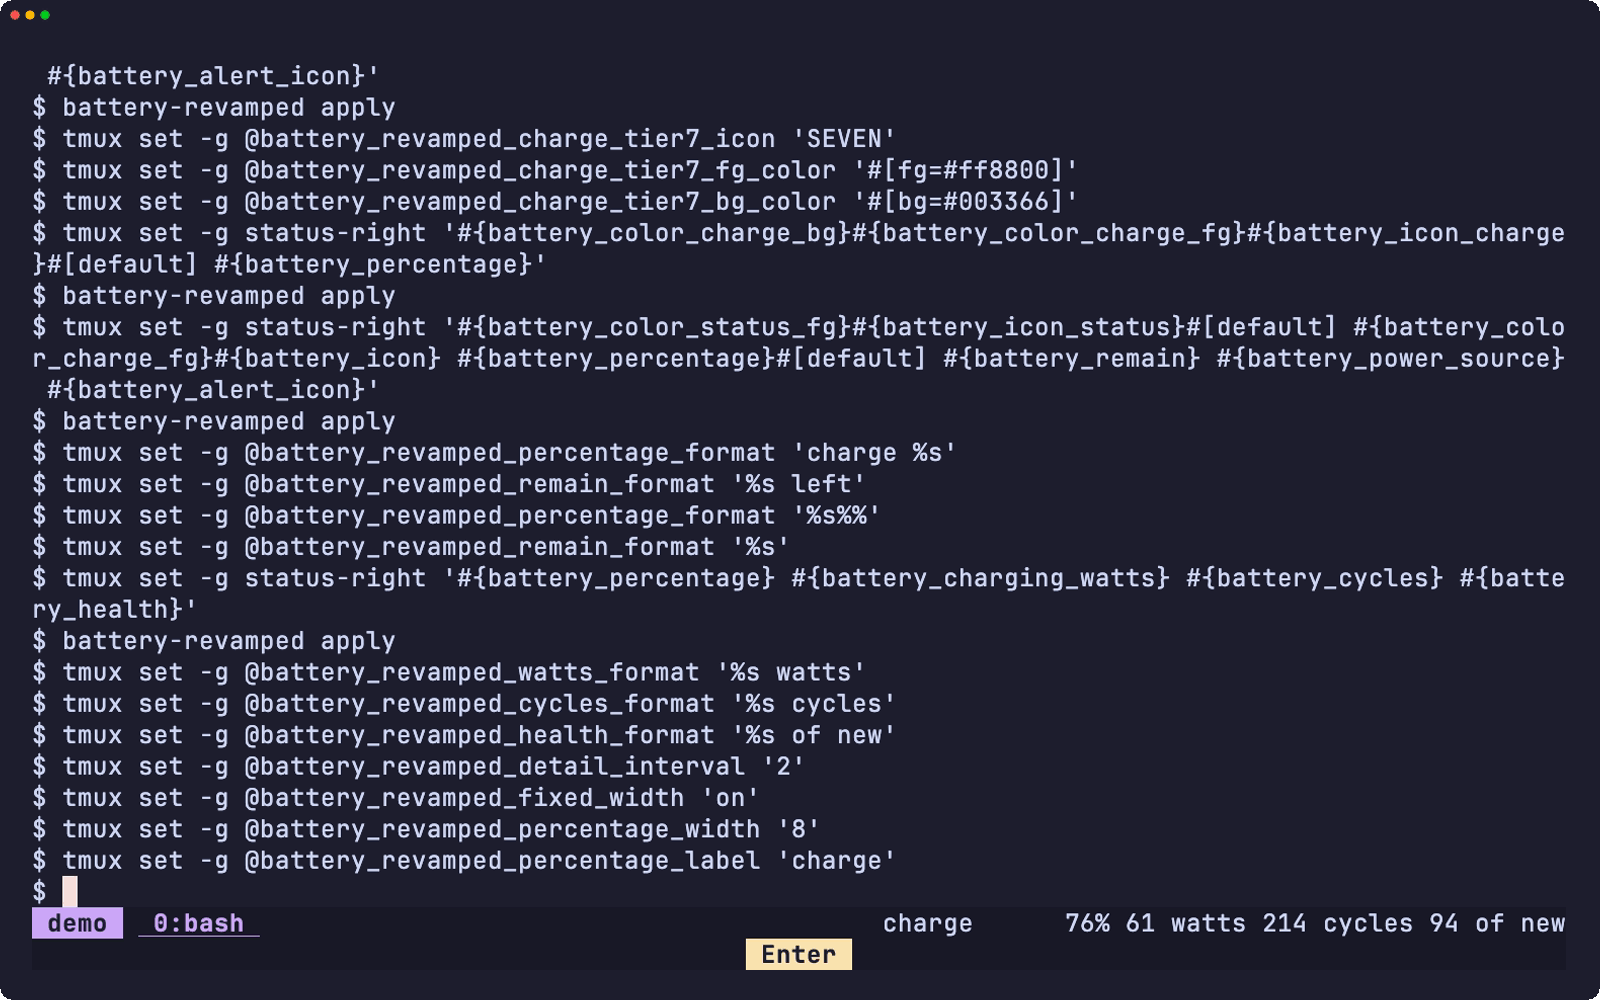 #{battery_alert_icon}'
$ battery-revamped apply
$ tmux set -g @battery_revamped_charge_tier7_icon 'SEVEN'
$ tmux set -g @battery_revamped_charge_tier7_fg_color '#[fg=#ff8800]'
$ tmux set -g @battery_revamped_charge_tier7_bg_color '#[bg=#003366]'
$ tmux set -g status-right '#{battery_color_charge_bg}#{battery_color_charge_fg}#{battery_icon_charge
}#[default] #{battery_percentage}'
$ battery-revamped apply
$ tmux set -g status-right '#{battery_color_status_fg}#{battery_icon_status}#[default] #{battery_colo
r_charge_fg}#{battery_icon} #{battery_percentage}#[default] #{battery_remain} #{battery_power_source}
#{battery_alert_icon}'
$ battery-revamped apply
$ tmux set -g @battery_revamped_percentage_format 'charge %s'
$ tmux set -g @battery_revamped_remain_format '%s left'
$ tmux set -g @battery_revamped_percentage_format '%s%%'
$ tmux set -g @battery_revamped_remain_format '%s'
$ tmux set -g status-right '#{battery_percentage} #{battery_charging_watts} #{battery_cycles} #{batte
ry_health}'
$ battery-revamped apply
$ tmux set -g @battery_revamped_watts_format '%s watts'
$ tmux set -g @battery_revamped_cycles_format '%s cycles'
$ tmux set -g @battery_revamped_health_format '%s of new'
$ tmux set -g @battery_revamped_detail_interval '2'
$ tmux set -g @battery_revamped_fixed_width 'on'
$ tmux set -g @battery_revamped_percentage_width '8'
$ tmux set -g @battery_revamped_percentage_label 'charge'
$
demo 0:bash charge 76% 61 watts 214 cycles 94 of new
Enter